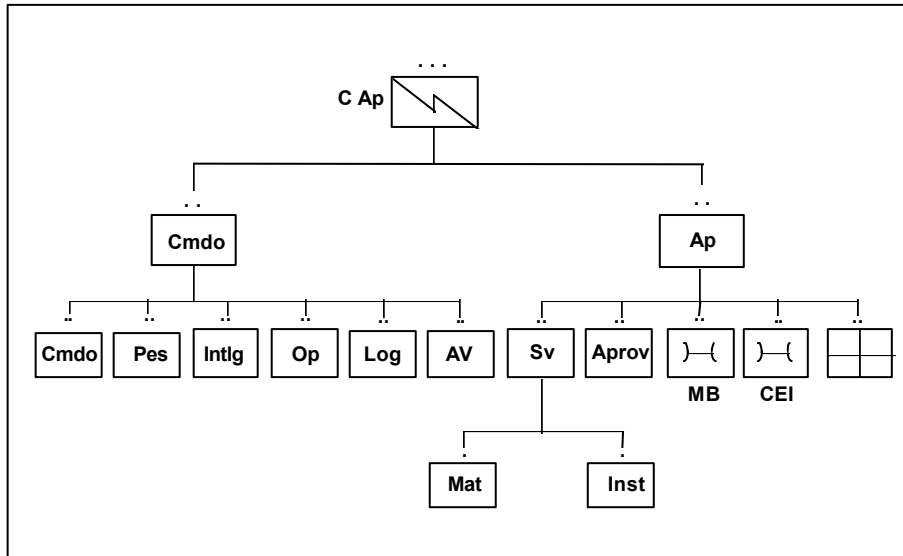 C Ap
Cmdo
Ap
Cmdo Pes Intlg Op Log AV Sv Aprov
MB CEI
Mat Inst